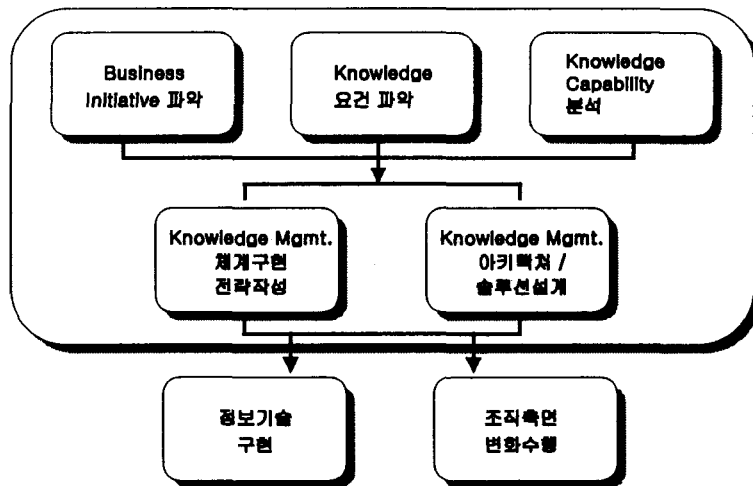 Business
Initiative 파악
Knowledge
요건 파악
Knowledge
Capability
분석
Knowledge Mgmt.
체계구현
전략작성
Knowledge Mgmt.
아키텍쳐 /
솔루션설계
정보기술
구현
조직측면
변화수행